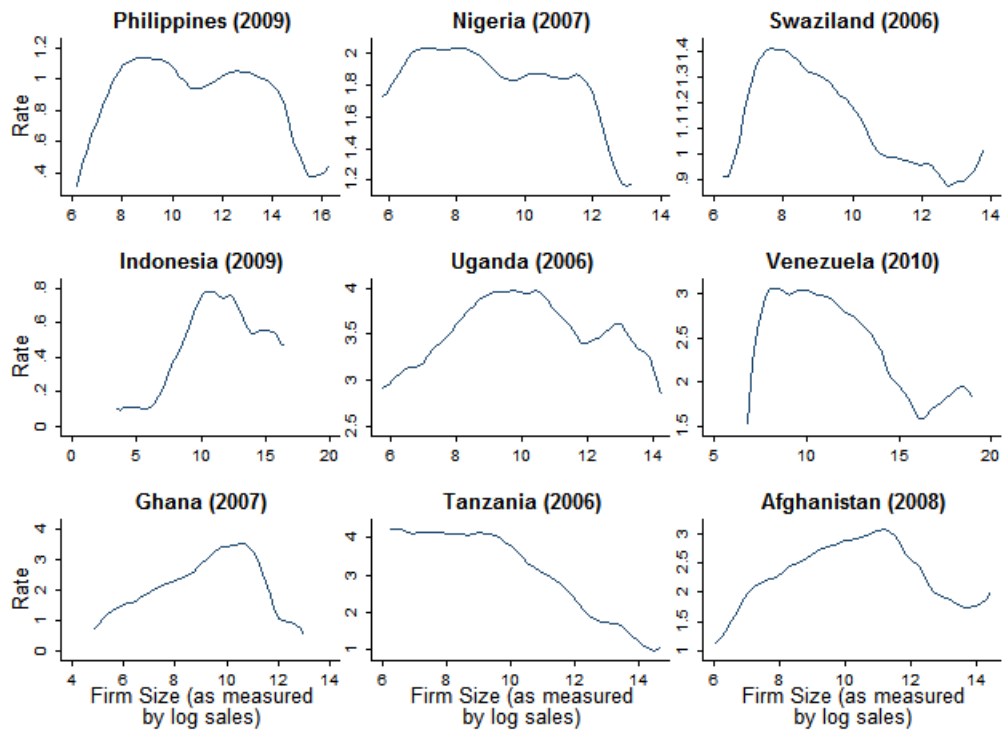 Philippines (2009)
Nigeria (2007)
Swaziland (2006)
Rate
.4 .6 .8 1 1.2
6 8 10 12 14 16
1.2 1.4 1.6 1.8 2
6 8 10 12 14
.9 1 1.1 1.2 1.3 1.4
6 8 10 12 14
Indonesia (2009)
Uganda (2006)
Venezuela (2010)
Rate
0 .2 .4 .6 .8
0 5 10 15 20
2.5 3 3.5 4
6 8 10 12 14
1.5 2 2.5 3
5 10 15 20
Ghana (2007)
Tanzania (2006)
Afghanistan (2008)
Rate
0 1 2 3 4
4 6 8 10 12 14
1 2 3 4
6 8 10 12 14
1 1.5 2 2.5 3
6 8 10 12 14
Firm Size (as measured
by log sales)
Firm Size (as measured
by log sales)
Firm Size (as measured
by log sales)